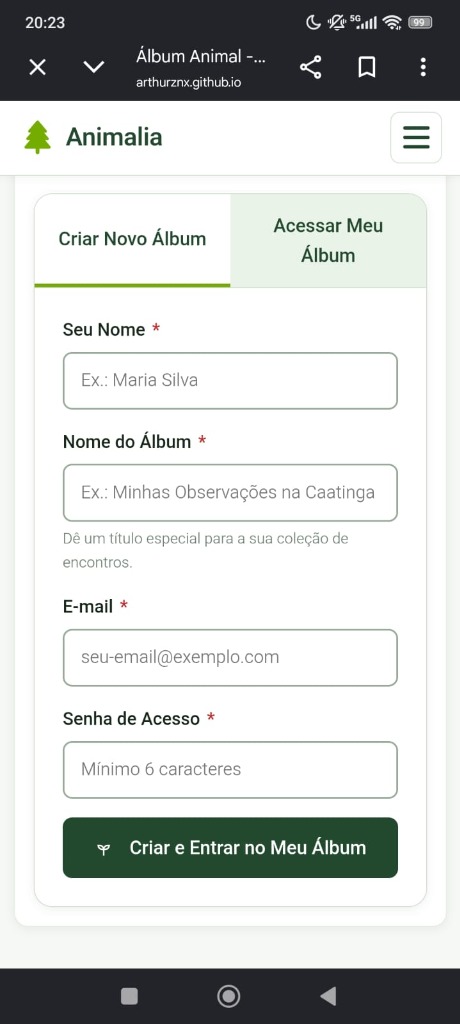 20:23
5G
99
Álbum Animal -...
arthurznx.github.io
Animalia
Criar Novo Álbum
Acessar Meu
Álbum
Seu Nome *
Ex.: Maria Silva
Nome do Álbum *
Ex.: Minhas Observações na Caatinga
Dê um título especial para a sua coleção de
encontros.
E-mail *
seu-email@exemplo.com
Senha de Acesso *
Mínimo 6 caracteres
Criar e Entrar no Meu Álbum